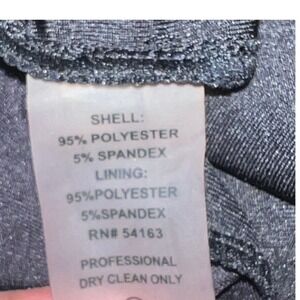 SHELL:
95% POLYESTER
5% SPANDEX
LINING:
95%POLYESTER
5%SPANDEX
RN# 54163
PROFESSIONAL
DRY CLEAN ONLY